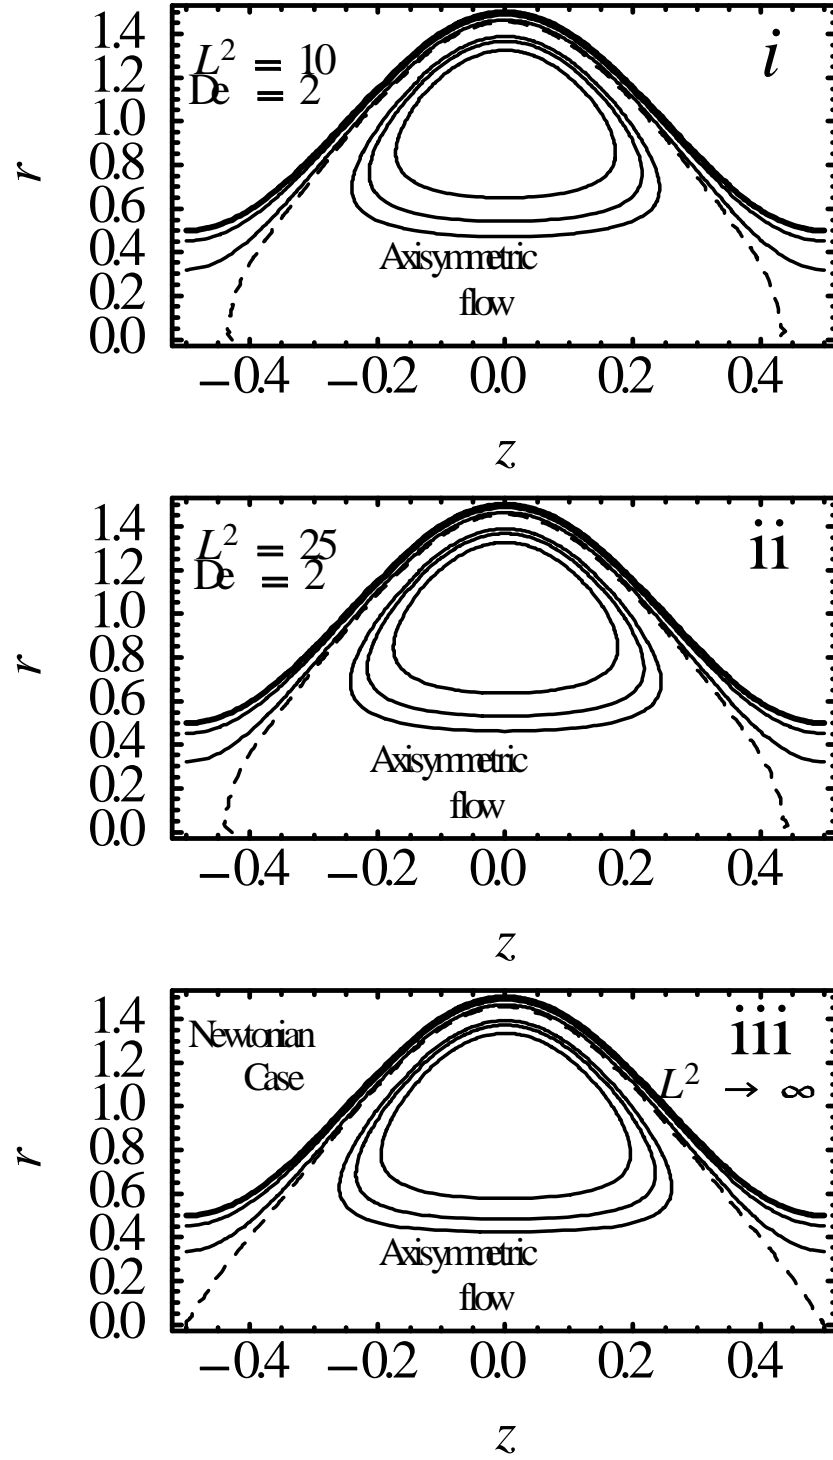 1.4
1.2
1.0
0.8
0.6
0.4
0.2
0.0
r
L² = 10
De = 2
i
Axisymmetric
flow
−0.4 −0.2 0.0 0.2 0.4
z
1.4
1.2
1.0
0.8
0.6
0.4
0.2
0.0
r
L² = 25
De = 2
ii
Axisymmetric
flow
−0.4 −0.2 0.0 0.2 0.4
z
1.4
1.2
1.0
0.8
0.6
0.4
0.2
0.0
r
Newtonian
Case
iii
L² → ∞
Axisymmetric
flow
−0.4 −0.2 0.0 0.2 0.4
z